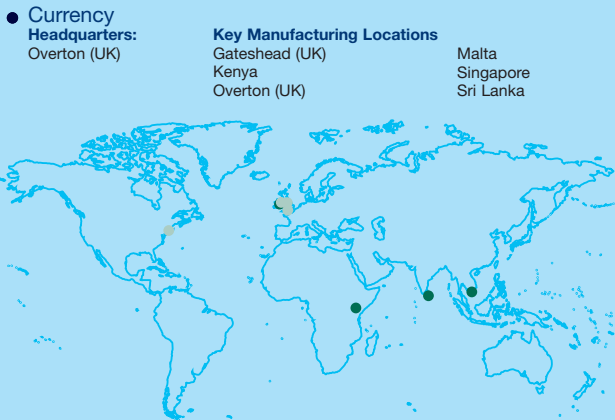 Currency
Headquarters:
Overton (UK)
Key Manufacturing Locations
Gateshead (UK)
Kenya
Overton (UK)
Malta
Singapore
Sri Lanka